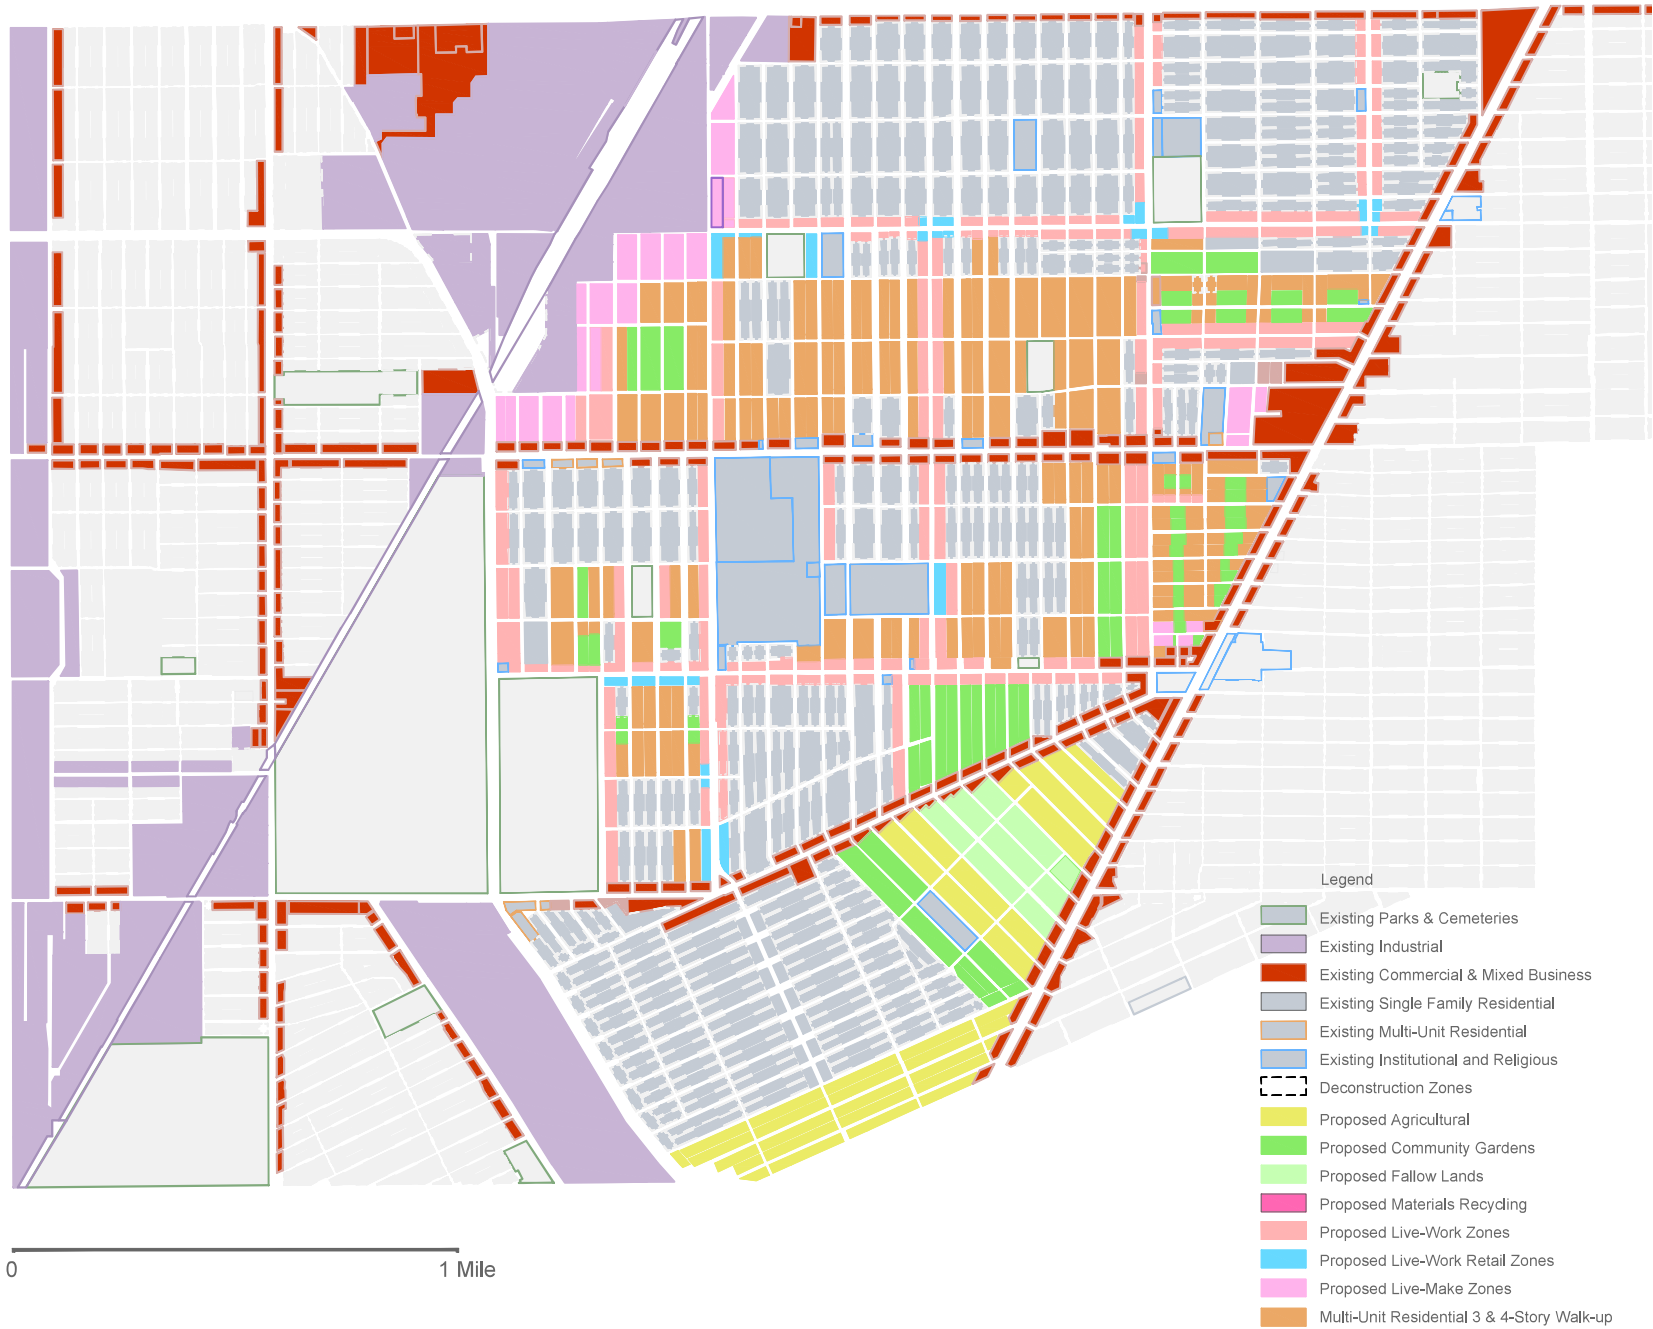 Legend
Existing Parks & Cemeteries
Existing Industrial
Existing Commercial & Mixed Business
Existing Single Family Residential
Existing Multi-Unit Residential
Existing Institutional and Religious
Deconstruction Zones
Proposed Agricultural
Proposed Community Gardens
Proposed Fallow Lands
Proposed Materials Recycling
Proposed Live-Work Zones
Proposed Live-Work Retail Zones
Proposed Live-Make Zones
Multi-Unit Residential 3 & 4-Story Walk-up
0 1 Mile